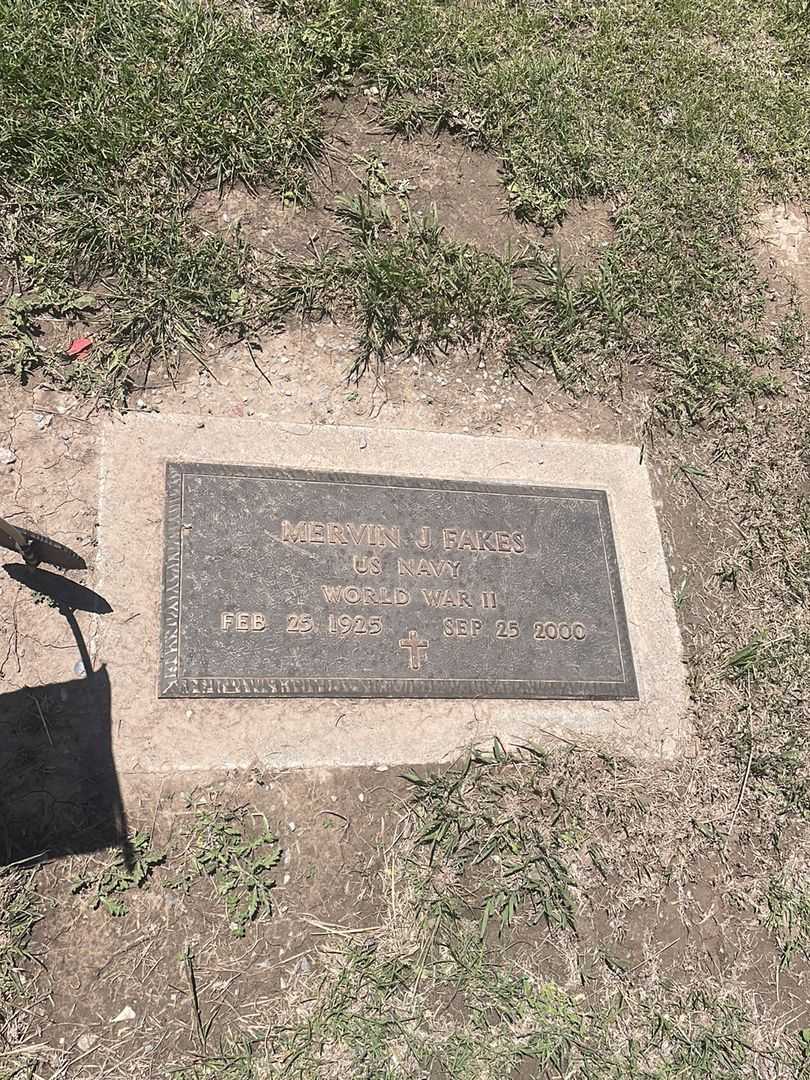 MERVIN J FAKES
US NAVY
WORLD WAR II
FEB 25 1925 SEP 25 2000